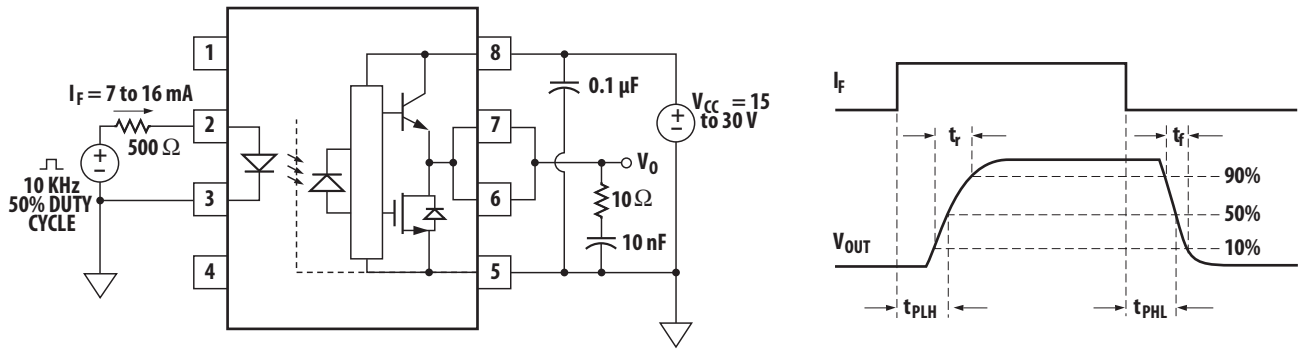 1
2
3
4
8
7
6
5
I_F = 7 to 16 mA
500 Ω
+
−
10 KHz
50% DUTY
CYCLE
0.1 µF
V_CC = 15
to 30 V
+
−
V_O
10 Ω
10 nF
I_F
t_r
t_f
90%
50%
10%
V_OUT
t_PLH
t_PHL